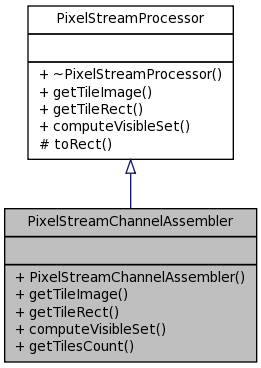 PixelStreamProcessor
+ ~PixelStreamProcessor()
+ getTileImage()
+ getTileRect()
+ computeVisibleSet()
# toRect()
PixelStreamChannelAssembler
+ PixelStreamChannelAssembler()
+ getTileImage()
+ getTileRect()
+ computeVisibleSet()
+ getTilesCount()